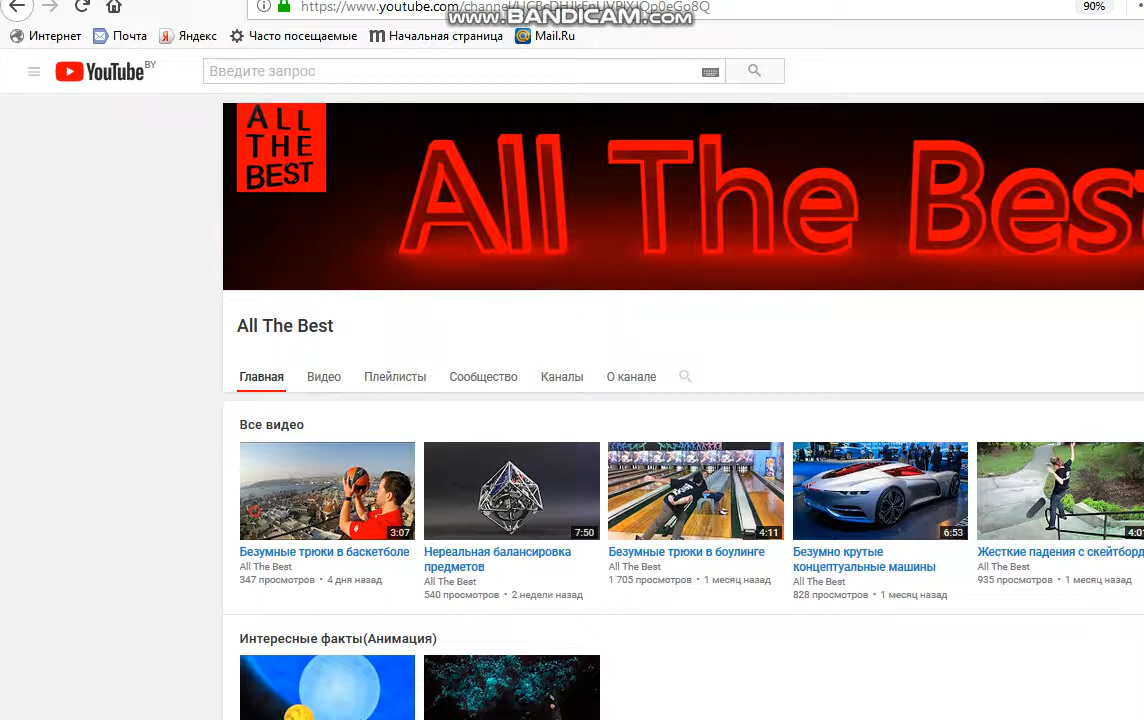 https://www.youtube.com/channel/
90%
www.BANDICAM.com
Интернет Почта Яндекс Часто посещаемые Начальная страница Mail.Ru
YouTube BY
Введите запрос
ALL
THE
BEST
All The Best
All The Best
Главная Видео Плейлисты Сообщество Каналы О канале
Все видео
3:07 7:50 4:11 6:53 4:01
Безумные трюки в баскетболе
All The Best
347 просмотров • 4 дня назад
Нереальная балансировка
предметов
All The Best
540 просмотров • 2 недели назад
Безумные трюки в боулинге
All The Best
1 705 просмотров • 1 месяц назад
Безумно крутые
концептуальные машины
All The Best
828 просмотров • 1 месяц назад
Жесткие падения с скейтборд
All The Best
935 просмотров • 1 месяц назад
Интересные факты(Анимация)